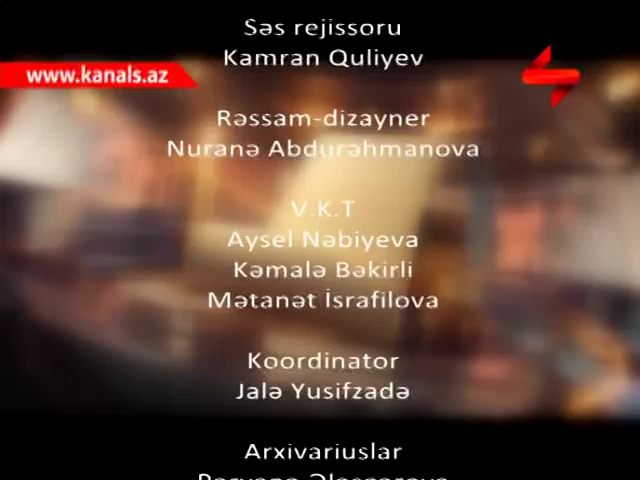 Səs rejissoru
Kamran Quliyev
www.kanals.az
Rəssam-dizayner
Nuranə Abdurəhmanova
V.K.T
Aysel Nəbiyeva
Kəmalə Bəkirli
Mətanət İsrafilova
Koordinator
Jalə Yusifzadə
Arxivariuslar